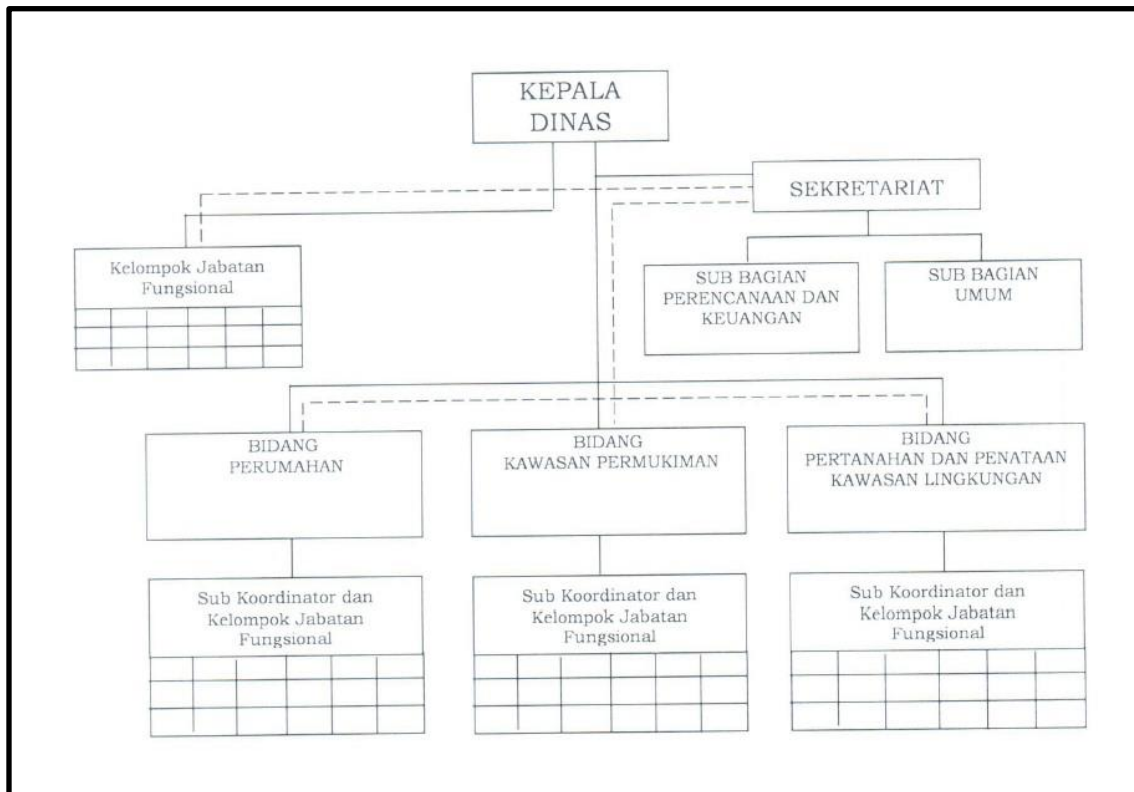 KEPALA
DINAS
SEKRETARIAT
Kelompok Jabatan
Fungsional
SUB BAGIAN
PERENCANAAN DAN
KEUANGAN
SUB BAGIAN
UMUM
BIDANG
PERUMAHAN
BIDANG
KAWASAN PERMUKIMAN
BIDANG
PERTANAHAN DAN PENATAAN
KAWASAN LINGKUNGAN
Sub Koordinator dan
Kelompok Jabatan
Fungsional
Sub Koordinator dan
Kelompok Jabatan
Fungsional
Sub Koordinator dan
Kelompok Jabatan
Fungsional